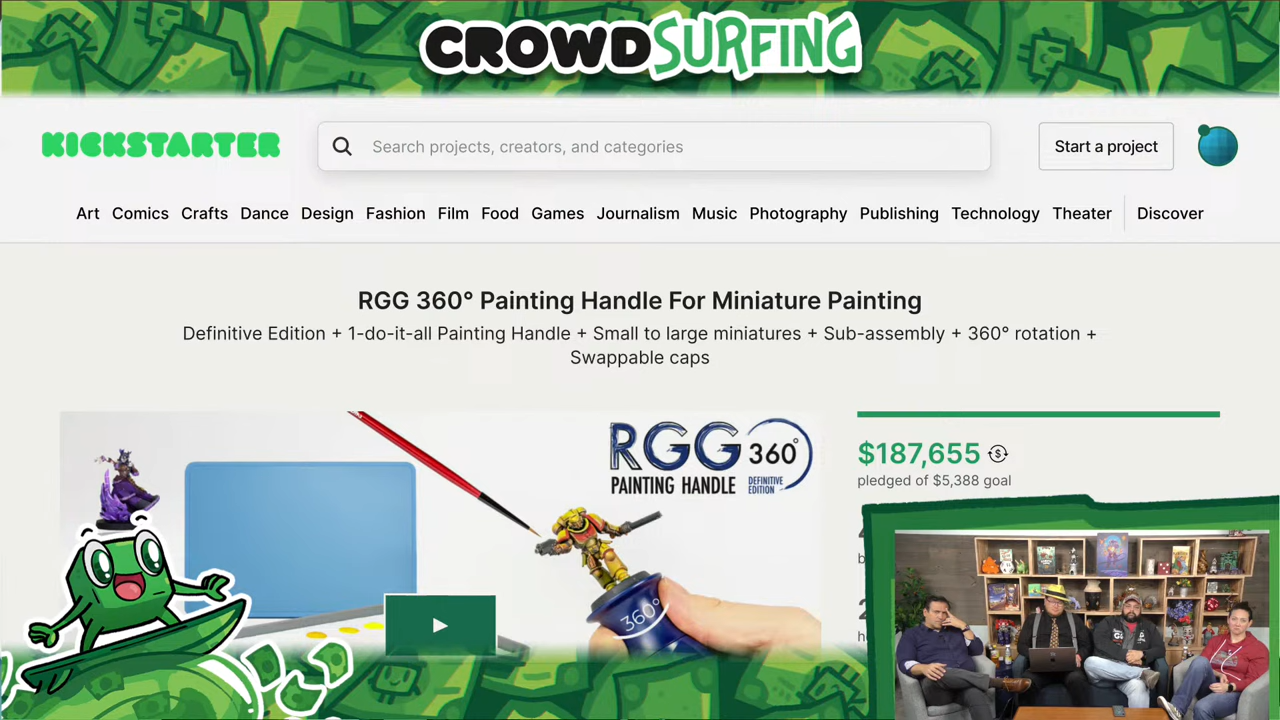 CROWDSURFING
KICKSTARTER
Search projects, creators, and categories
Start a project
Art Comics Crafts Dance Design Fashion Film Food Games Journalism Music Photography Publishing Technology Theater Discover
RGG 360° Painting Handle For Miniature Painting
Definitive Edition + 1-do-it-all Painting Handle + Small to large miniatures + Sub-assembly + 360° rotation +
Swappable caps
RGG 360°
PAINTING HANDLE DEFINITIVE
EDITION
$187,655
pledged of $5,388 goal
360°